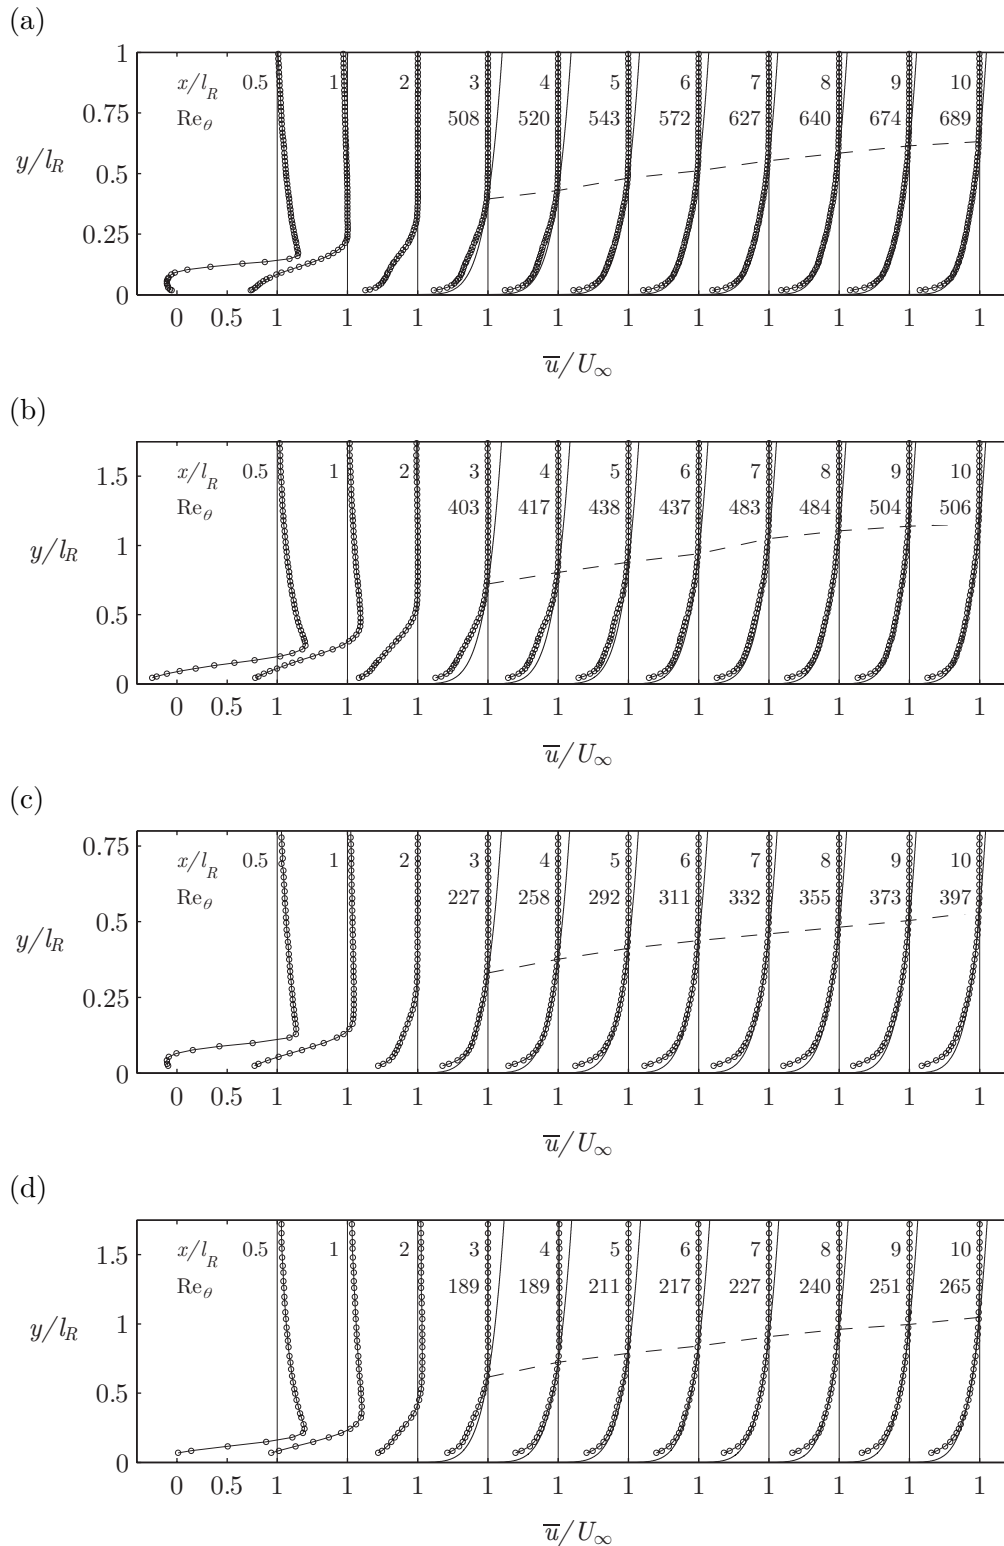 (a)
1
x/l_R 0.5 1 2 3 4 5 6 7 8 9 10
0.75
Re_θ 508 520 543 572 627 640 674 689
y/l_R
0.5
0.25
0
0 0.5 1 1 1 1 1 1 1 1 1 1 1
u̅/U_∞
(b)
1.5
x/l_R 0.5 1 2 3 4 5 6 7 8 9 10
Re_θ 403 417 438 437 483 484 504 506
y/l_R
1
0.5
0
0 0.5 1 1 1 1 1 1 1 1 1 1 1
u̅/U_∞
(c)
0.75
x/l_R 0.5 1 2 3 4 5 6 7 8 9 10
Re_θ 227 258 292 311 332 355 373 397
y/l_R
0.5
0.25
0
0 0.5 1 1 1 1 1 1 1 1 1 1 1
u̅/U_∞
(d)
1.5
x/l_R 0.5 1 2 3 4 5 6 7 8 9 10
Re_θ 189 189 211 217 227 240 251 265
y/l_R
1
0.5
0
0 0.5 1 1 1 1 1 1 1 1 1 1 1
u̅/U_∞